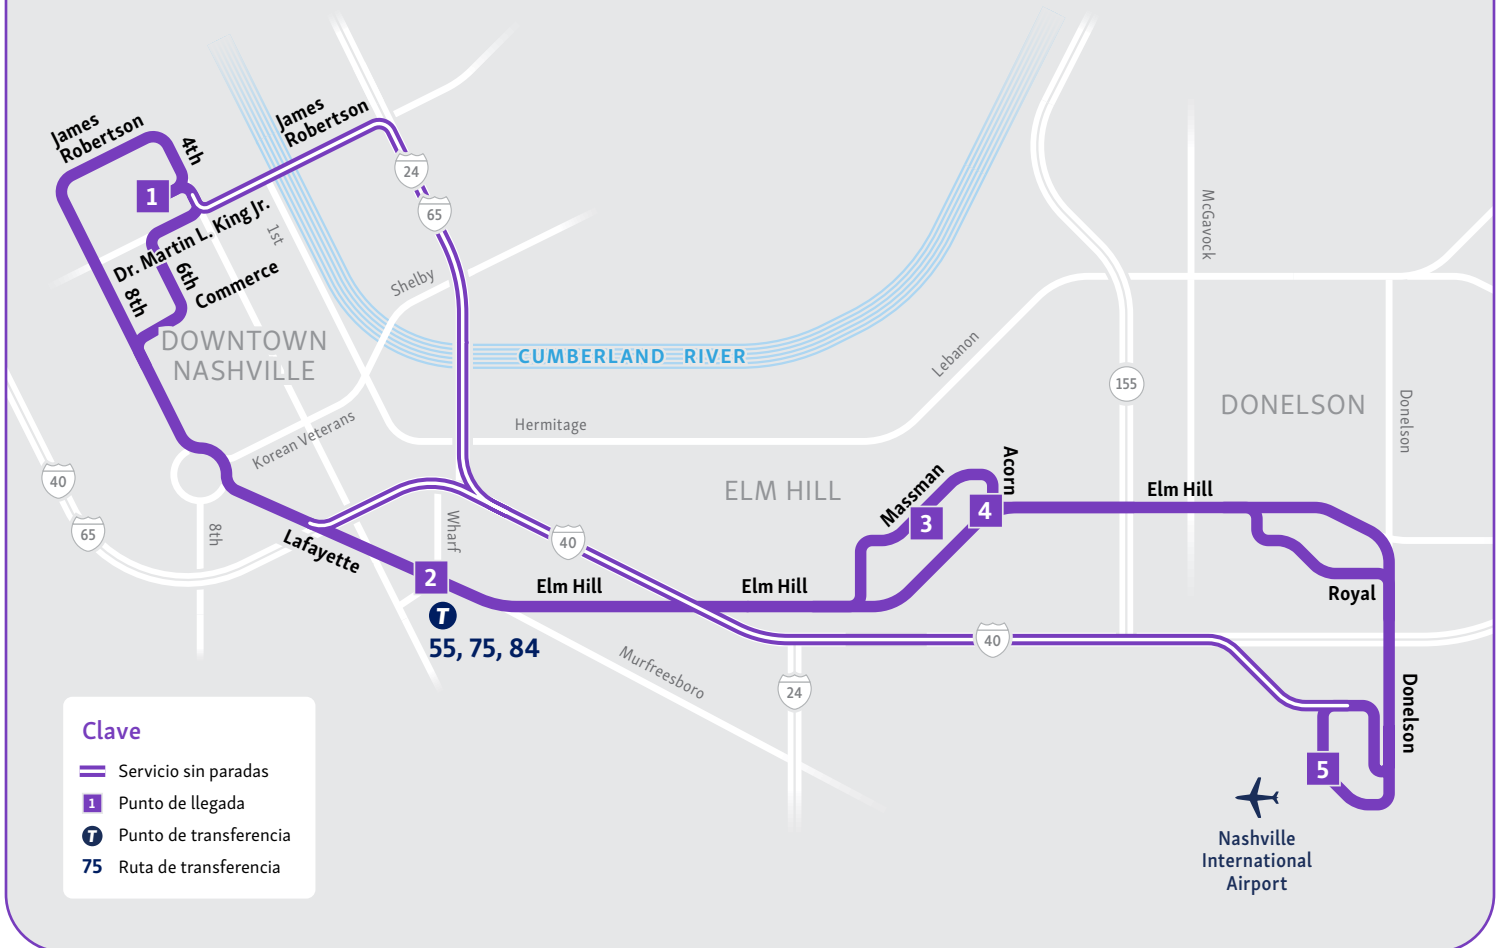 James
Robertson
4th
1
James
Robertson
24
65
Dr. Martin L. King Jr.
1st
6th
8th
Commerce
Shelby
DOWNTOWN
NASHVILLE
CUMBERLAND RIVER
Lebanon
McGavock
155
DONELSON
Donelson
Korean Veterans
Hermitage
40
65
8th
Lafayette
Wharf
40
ELM HILL
Massman
Acorn
3
4
Elm Hill
2
T
55, 75, 84
Elm Hill
Elm Hill
Royal
Murfreesboro
24
40
Donelson
5
Nashville
International
Airport
Clave
Servicio sin paradas
1 Punto de llegada
T Punto de transferencia
75 Ruta de transferencia